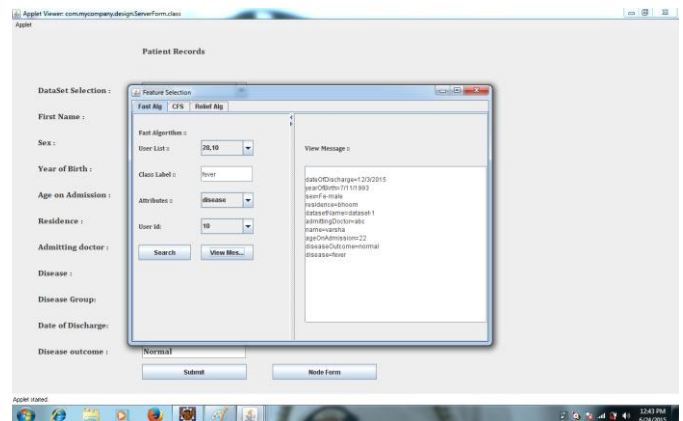 Applet Viewer: com.mycompany.design.ServerForm.class
Applet
Patient Records
DataSet Selection :
First Name :
Sex :
Year of Birth :
Age on Admission :
Residence :
Admitting doctor :
Disease :
Disease Group:
Date of Discharge:
Disease outcome :
Normal
Submit
Node Form
Feature Selection
Fast Alg
CFS
Relief Alg
Fast Algorithm ::
User List ::
28,10
Class Label ::
fever
Attributes ::
disease
User Id:
10
Search
View Mes...
View Message ::
dateOfDischarge=12/3/2015
yearOfBirth=7/11/1993
sex=Fe-male
residence=bhoom
datasetName=dataset-1
admittingDoctor=abc
name=varsha
ageOnAdmission=22
diseaseOutcome=normal
disease=fever
Applet started.
12:43 PM
6/24/2015